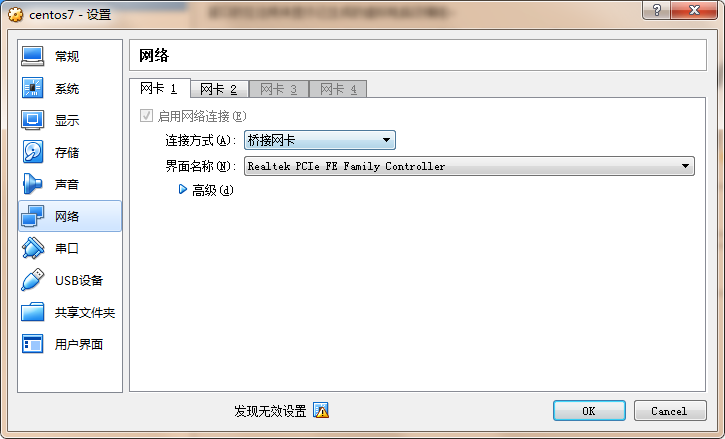 centos7 - 设置
常规
系统
显示
存储
声音
网络
串口
USB设备
共享文件夹
用户界面
网络
网卡 1 网卡 2 网卡 3 网卡 4
启用网络连接(E)
连接方式(A): 桥接网卡
界面名称(N): Realtek PCIe FE Family Controller
高级(d)
发现无效设置
OK Cancel